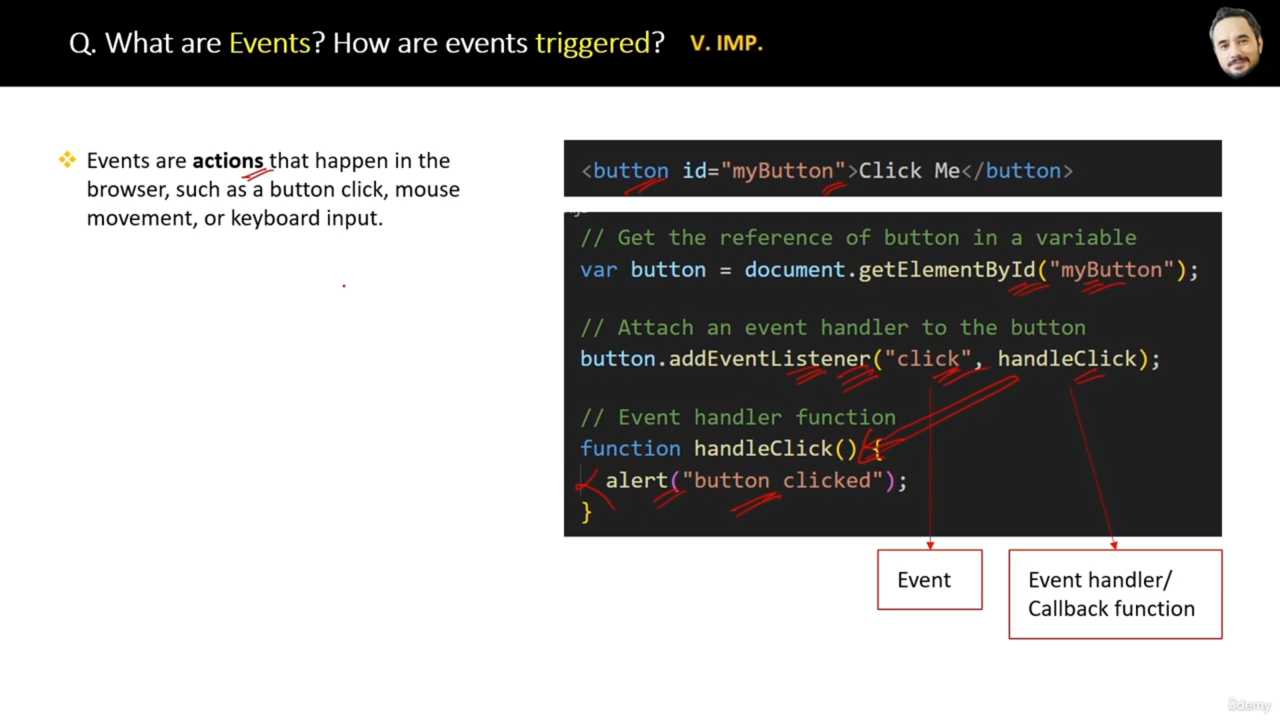 Q. What are Events? How are events triggered? V. IMP.
Events are actions that happen in the
browser, such as a button click, mouse
movement, or keyboard input.
<button id="myButton">Click Me</button>
// Get the reference of button in a variable
var button = document.getElementById("myButton");
// Attach an event handler to the button
button.addEventListener("click", handleClick);
// Event handler function
function handleClick() {
alert("button clicked");
}
Event
Event handler/
Callback function
ûdemy